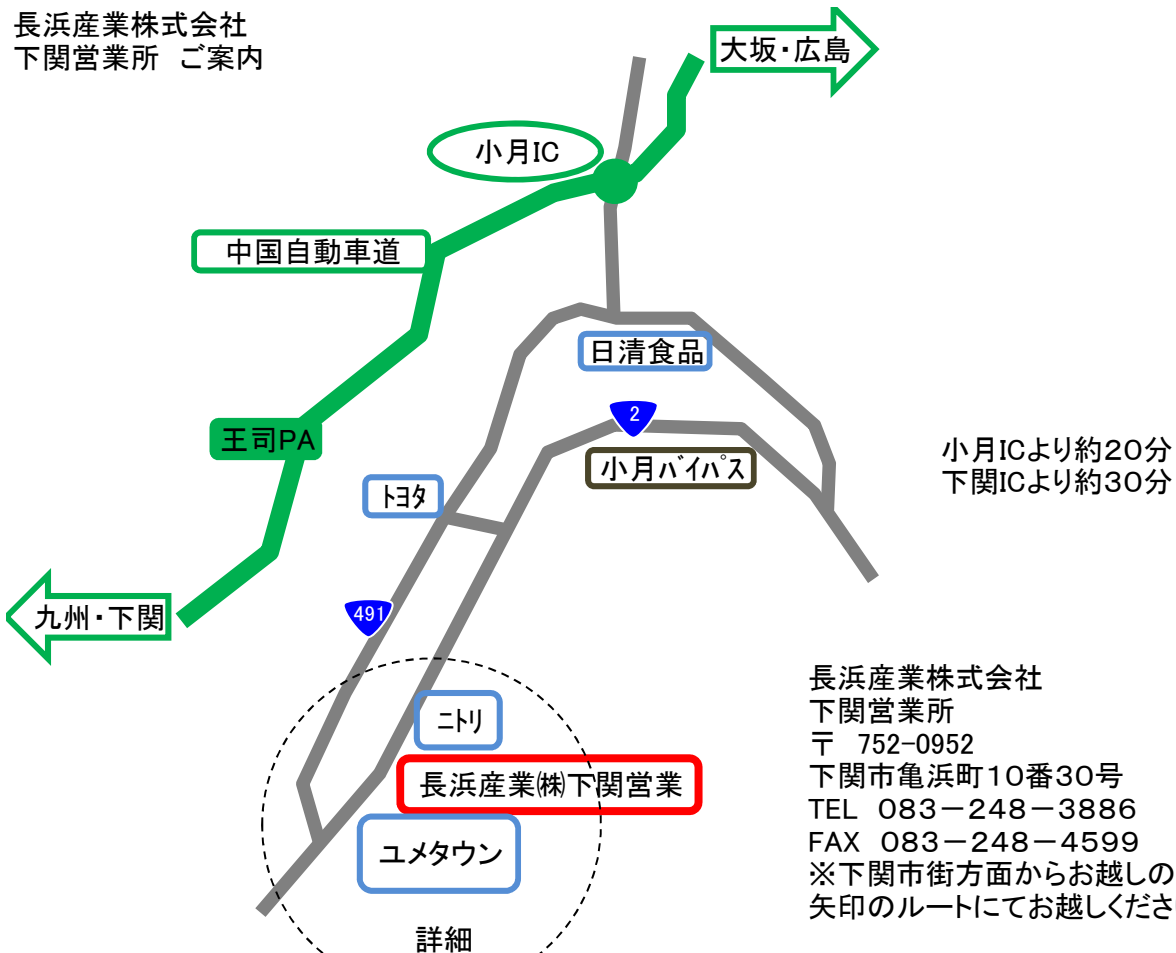 長浜産業株式会社
下関営業所 ご案内
大坂・広島
小月IC
中国自動車道
日清食品
2
小月バイパス
王司PA
小月ICより約20分
下関ICより約30分
トヨタ
491
九州・下関
ニトリ
長浜産業㈱下関営業
ユメタウン
詳細
長浜産業株式会社
下関営業所
〒 752-0952
下関市亀浜町10番30号
TEL 083-248-3886
FAX 083-248-4599
※下関市街方面からお越しの
矢印のルートにてお越しくださ